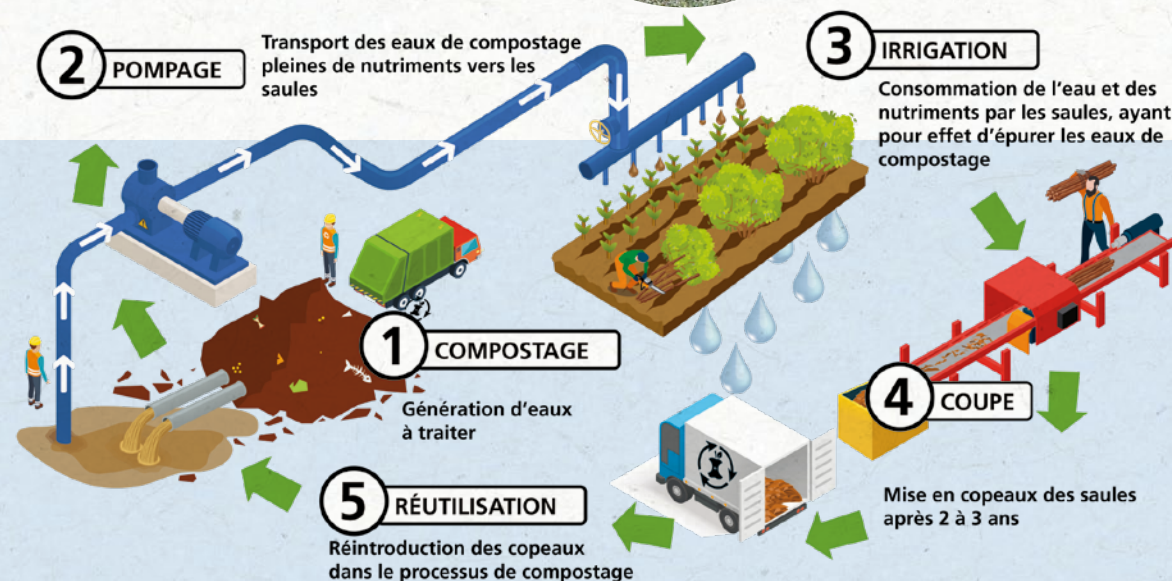 2 POMPAGE
Transport des eaux de compostage
pleines de nutriments vers les
saules
3 IRRIGATION
Consommation de l'eau et des
nutriments par les saules, ayant
pour effet d'épurer les eaux de
compostage
1 COMPOSTAGE
Génération d'eaux
à traiter
4 COUPE
Mise en copeaux des saules
après 2 à 3 ans
5 RÉUTILISATION
Réintroduction des copeaux
dans le processus de compostage